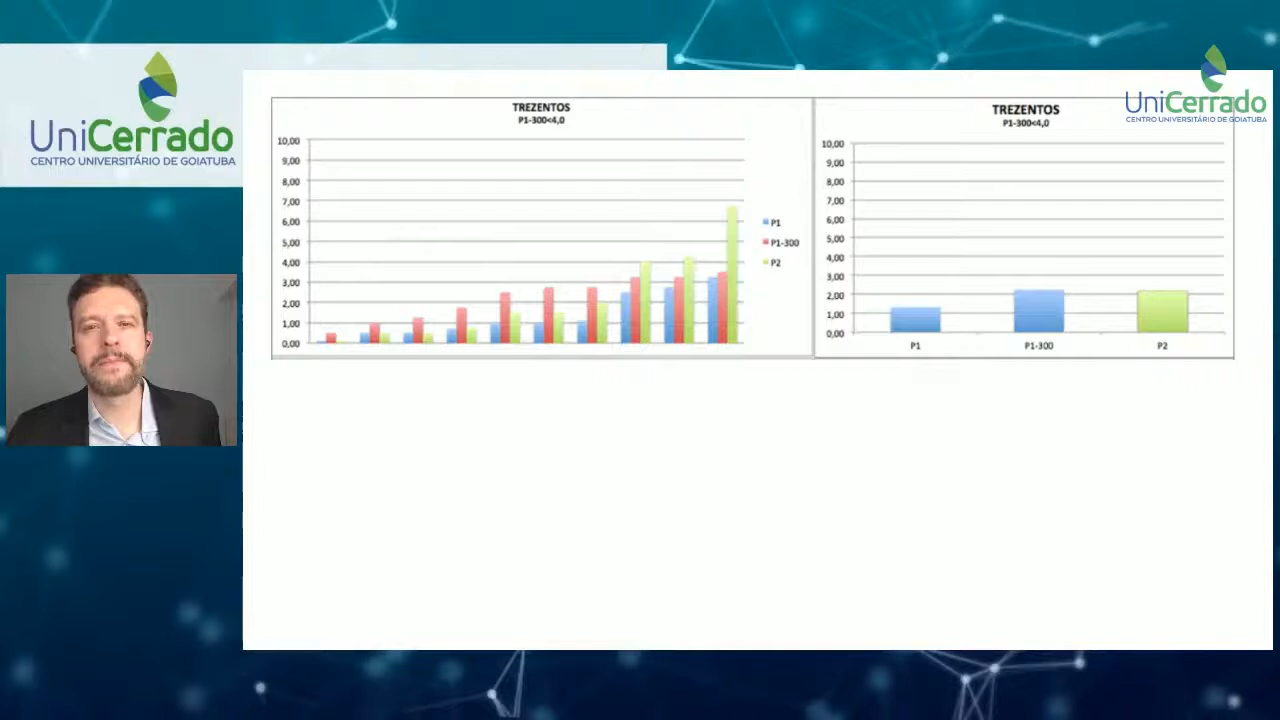 UniCerrado
CENTRO UNIVERSITÁRIO DE GOIATUBA
TREZENTOS
P1-300<4,0
10,00
9,00
8,00
7,00
6,00
5,00
4,00
3,00
2,00
1,00
0,00
P1
P1-300
P2
TREZENTOS
P1-300<4,0
10,00
9,00
8,00
7,00
6,00
5,00
4,00
3,00
2,00
1,00
0,00
P1 P1-300 P2
UniCerrado
CENTRO UNIVERSITÁRIO DE GOIATUBA